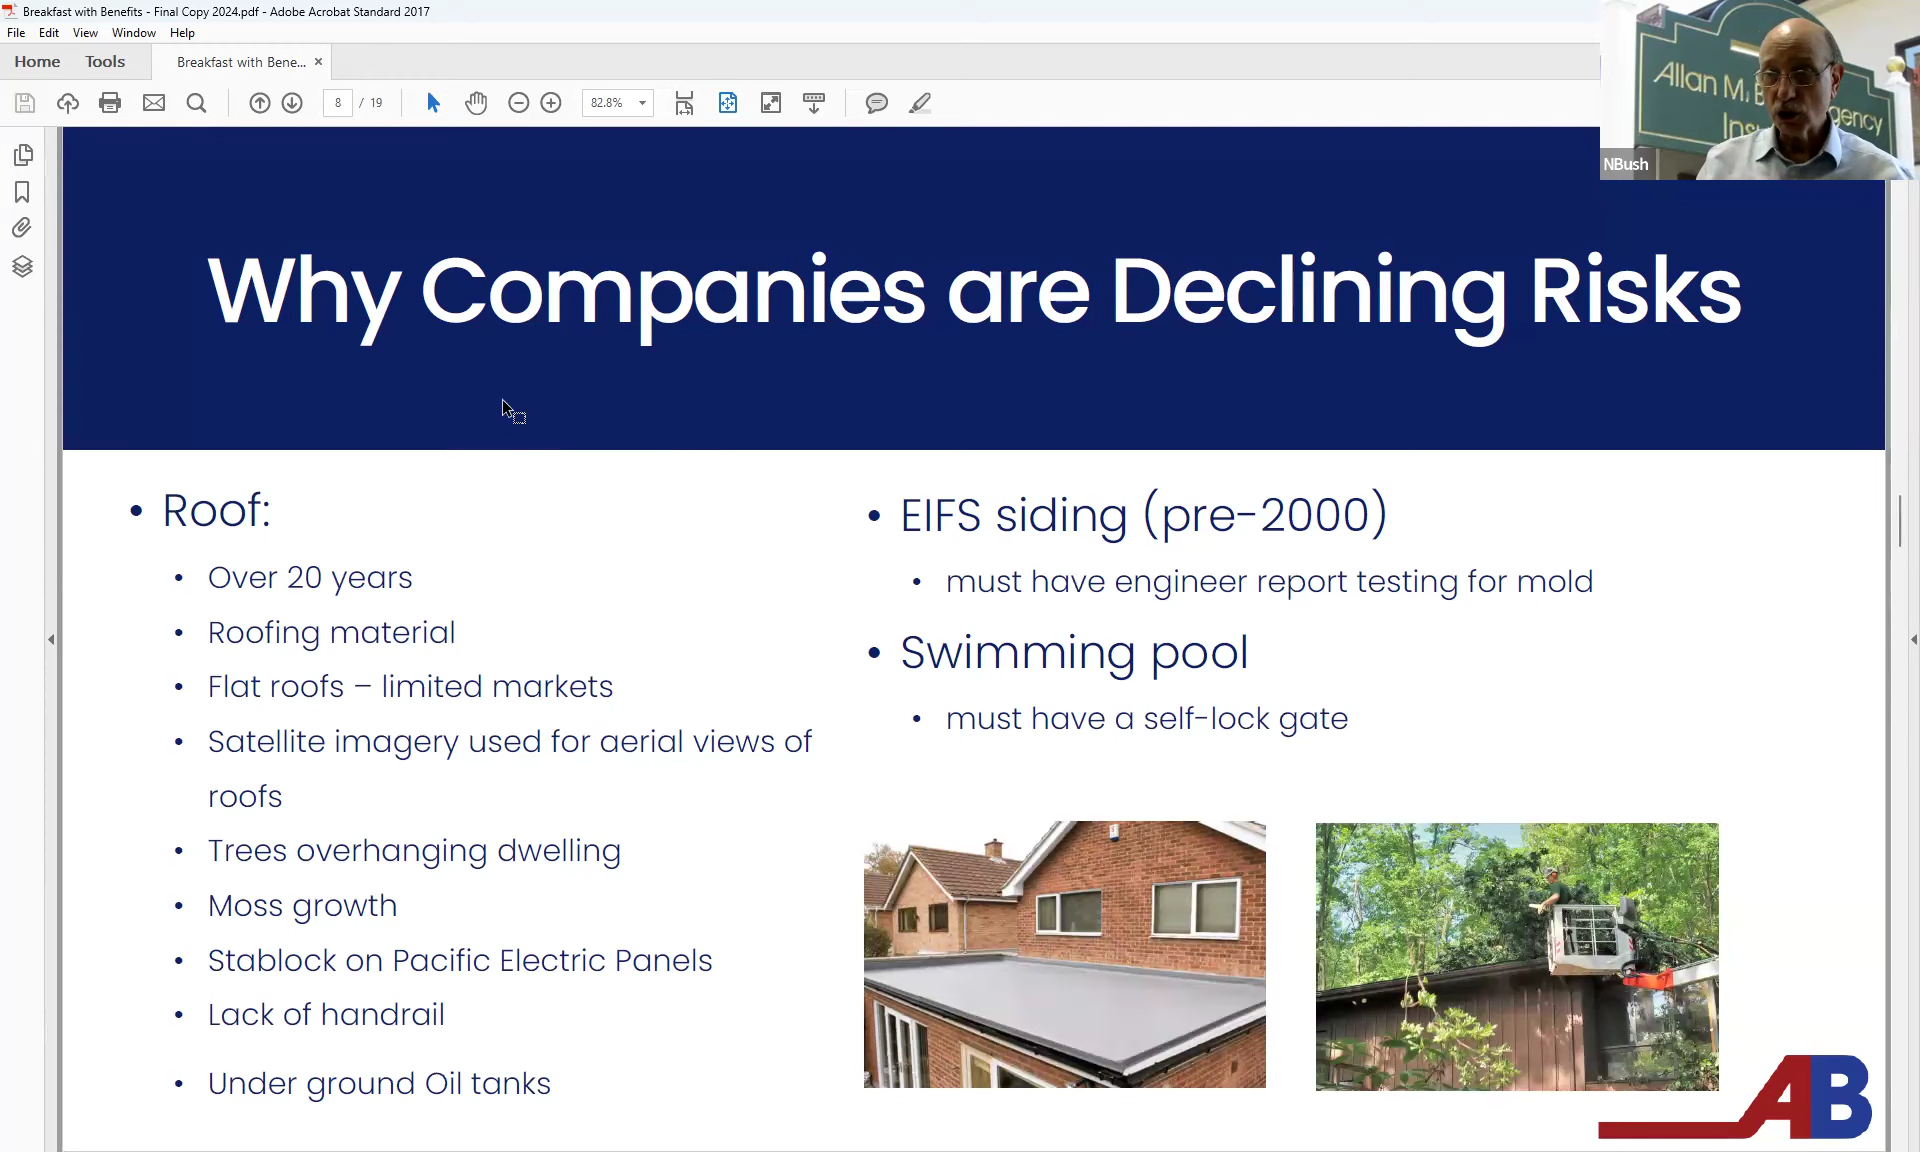 Breakfast with Benefits - Final Copy 2024.pdf - Adobe Acrobat Standard 2017
File Edit View Window Help
Home Tools Breakfast with Bene... ×
8 / 19 82.8%
Allan M. B gency
Ins
NBush
Why Companies are Declining Risks
• Roof:
• Over 20 years
• Roofing material
• Flat roofs – limited markets
• Satellite imagery used for aerial views of
roofs
• Trees overhanging dwelling
• Moss growth
• Stablock on Pacific Electric Panels
• Lack of handrail
• Under ground Oil tanks
• EIFS siding (pre-2000)
• must have engineer report testing for mold
• Swimming pool
• must have a self-lock gate
AB